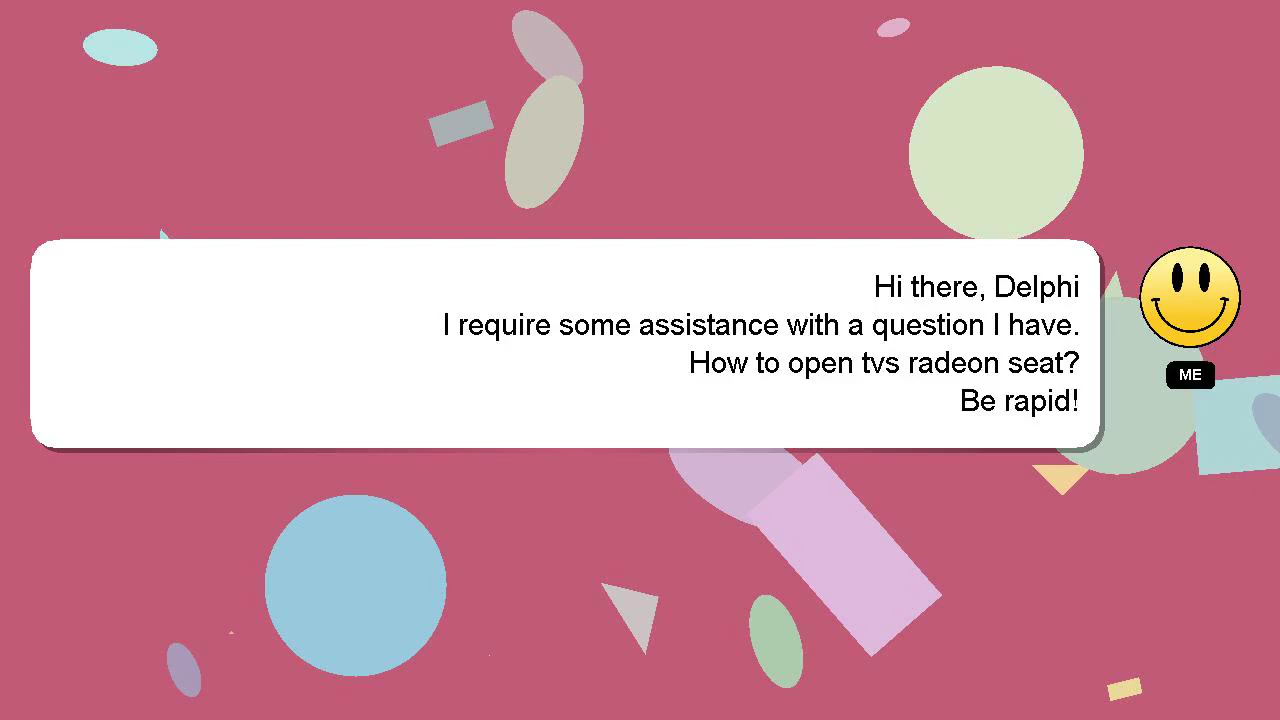 Hi there, Delphi
I require some assistance with a question I have.
How to open tvs radeon seat?
Be rapid!
ME